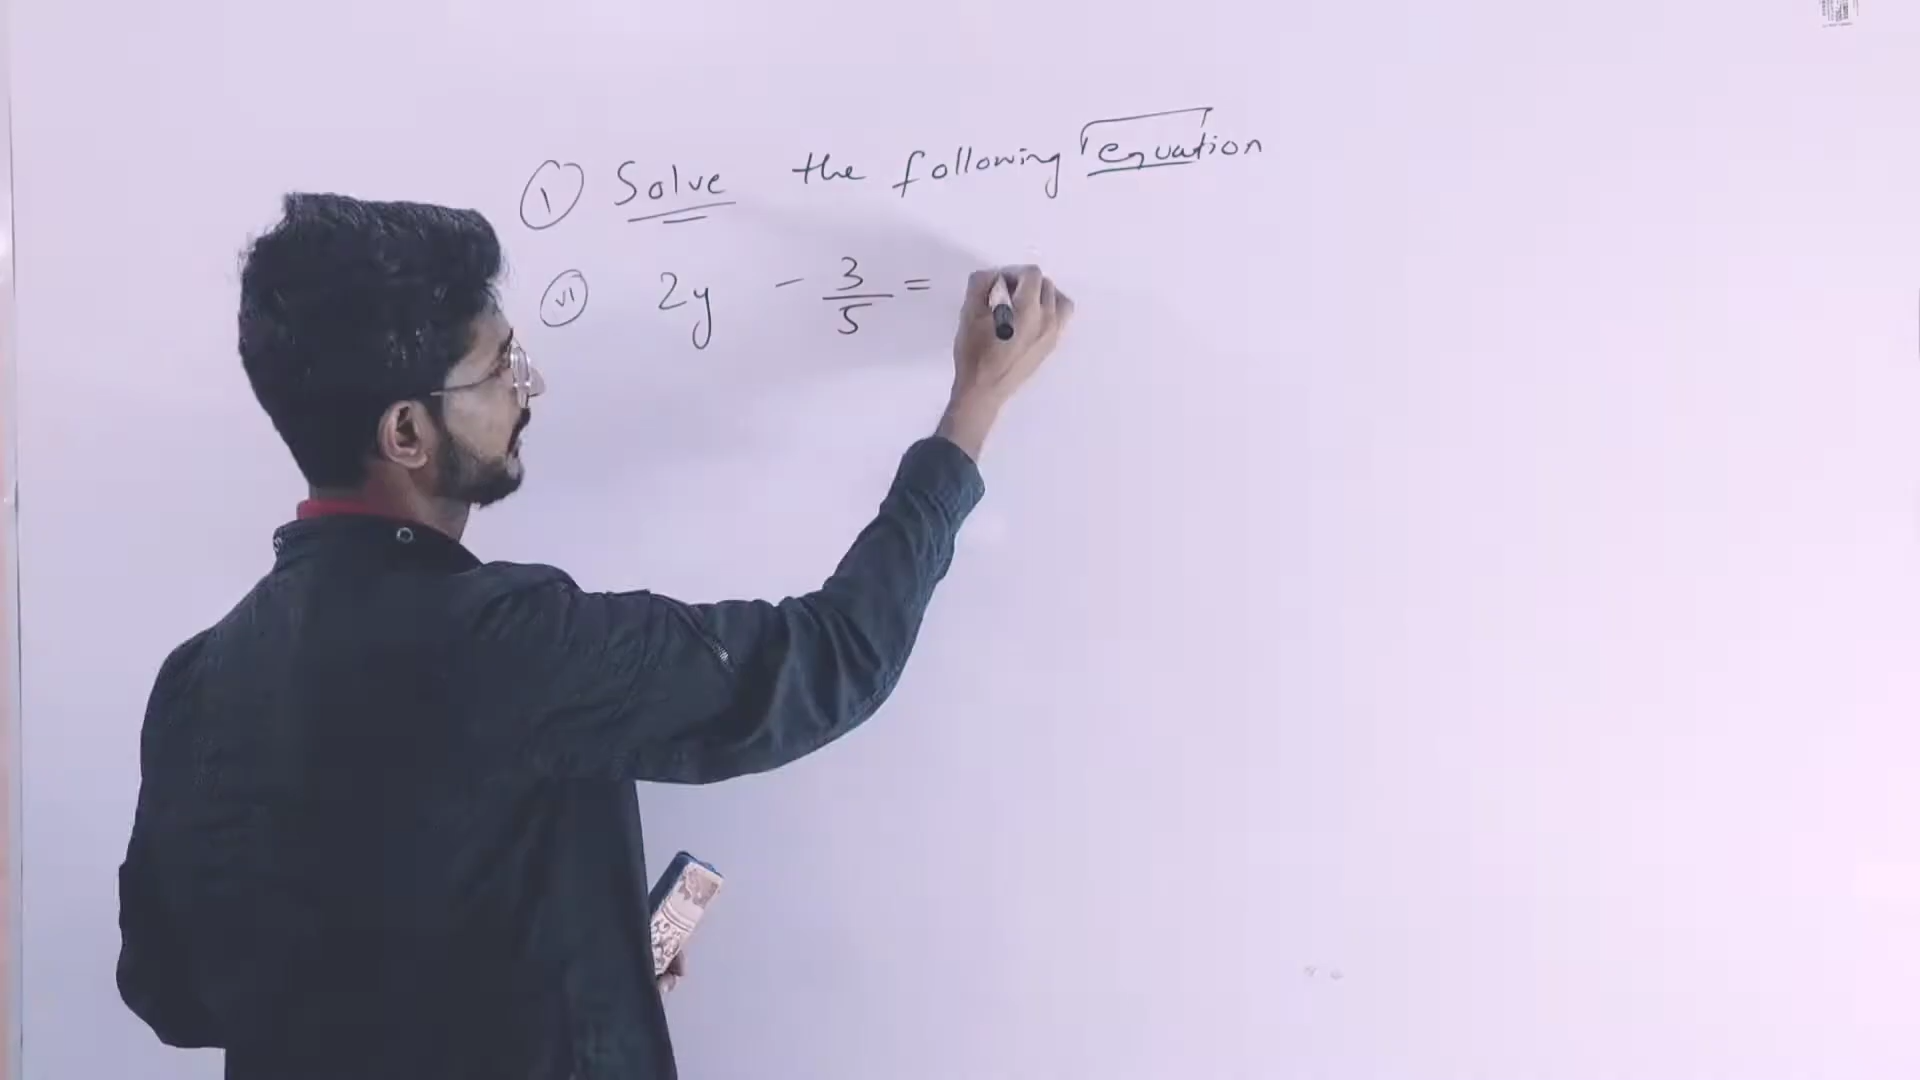 ① Solve the following equation
ⓥⓘ 2y - 3/5 =